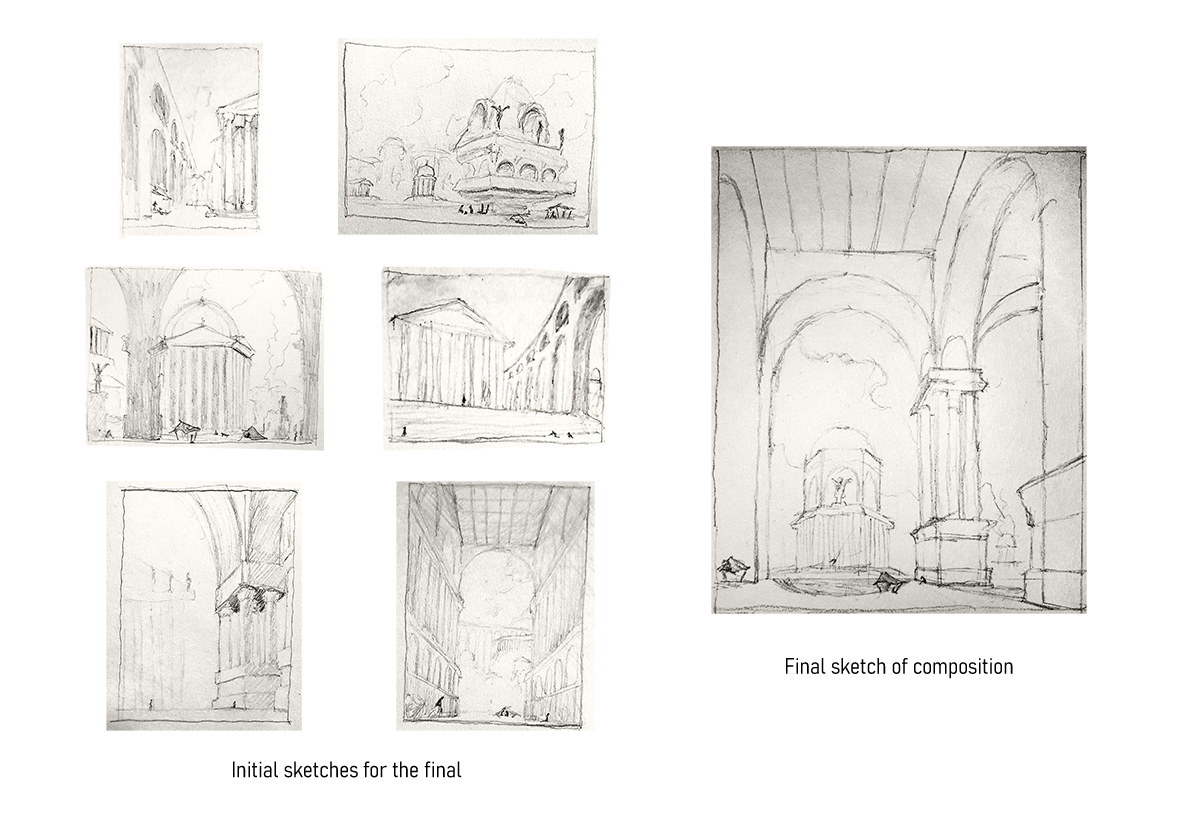 Initial sketches for the final
Final sketch of composition